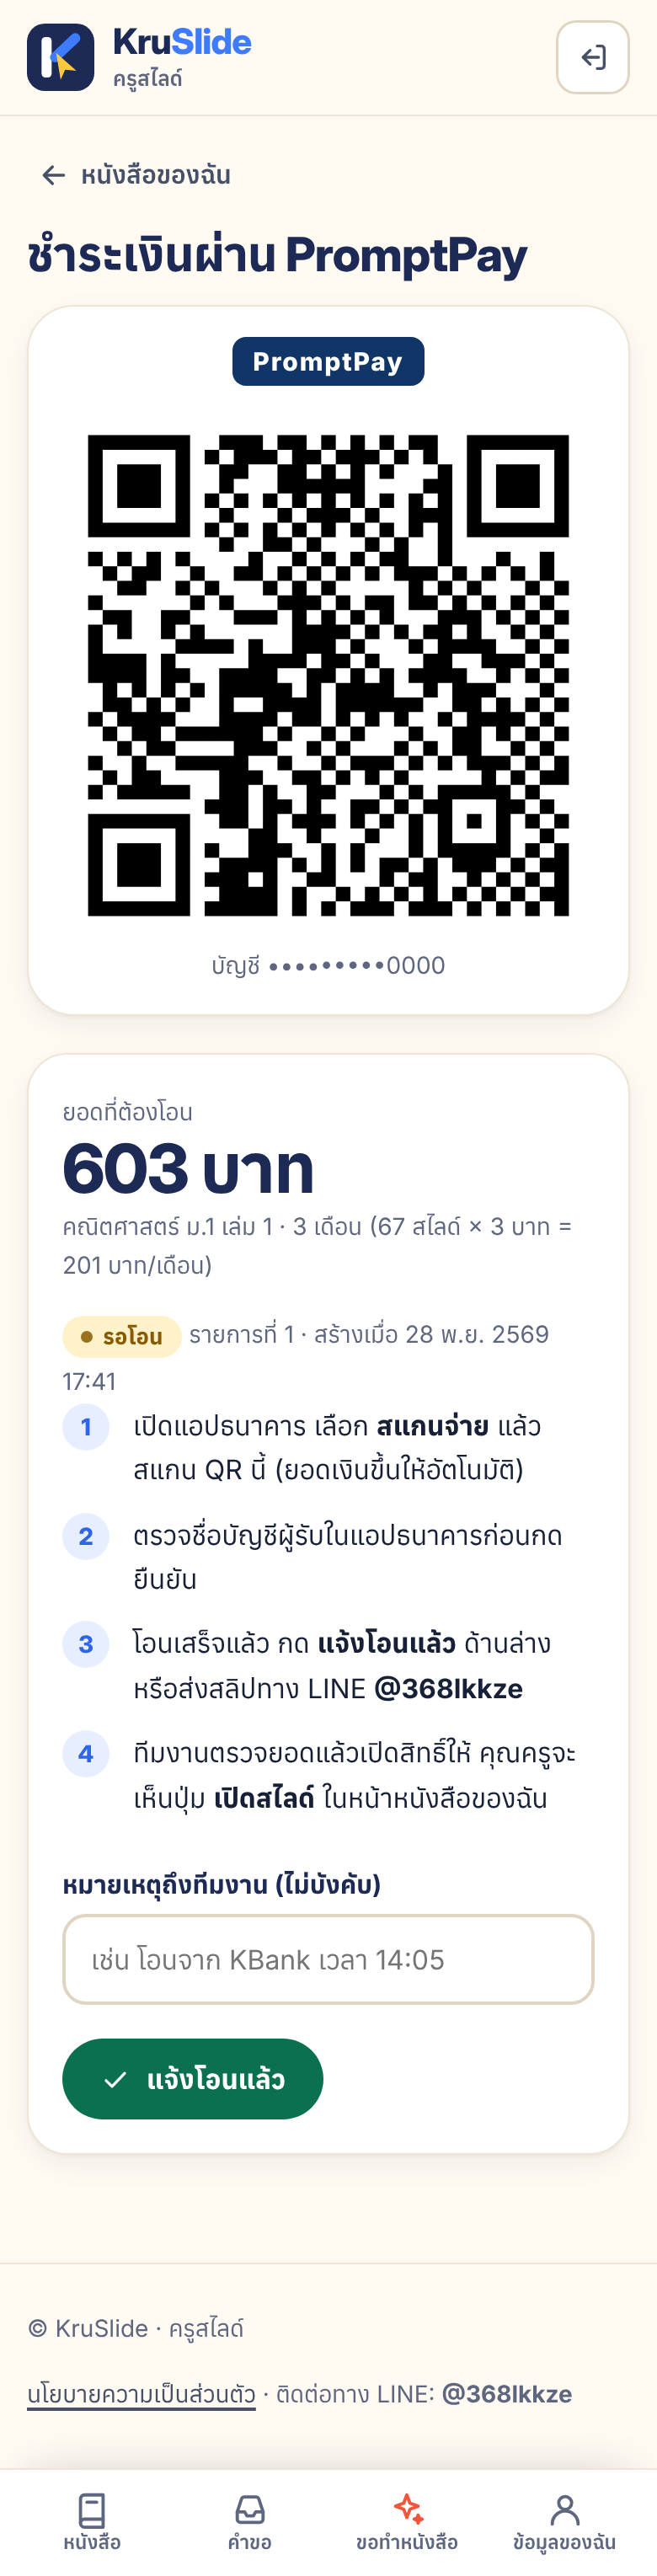 KruSlide
ครูสไลด์
หนังสือของฉัน
ชำระเงินผ่าน PromptPay
PromptPay
บัญชี •••••••••0000
ยอดที่ต้องโอน
603 บาท
คณิตศาสตร์ ม.1 เล่ม 1 · 3 เดือน (67 สไลด์ × 3 บาท =
201 บาท/เดือน)
รอโอน รายการที่ 1 · สร้างเมื่อ 28 พ.ย. 2569
17:41
1 เปิดแอปธนาคาร เลือก สแกนจ่าย แล้ว
สแกน QR นี้ (ยอดเงินขึ้นให้อัตโนมัติ)
2 ตรวจชื่อบัญชีผู้รับในแอปธนาคารก่อนกด
ยืนยัน
3 โอนเสร็จแล้ว กด แจ้งโอนแล้ว ด้านล่าง
หรือส่งสลิปทาง LINE @368lkkze
4 ทีมงานตรวจยอดแล้วเปิดสิทธิ์ให้ คุณครูจะ
เห็นปุ่ม เปิดสไลด์ ในหน้าหนังสือของฉัน
หมายเหตุถึงทีมงาน (ไม่บังคับ)
เช่น โอนจาก KBank เวลา 14:05
แจ้งโอนแล้ว
© KruSlide · ครูสไลด์
นโยบายความเป็นส่วนตัว · ติดต่อทาง LINE: @368lkkze
หนังสือ คำขอ ขอทำหนังสือ ข้อมูลของฉัน